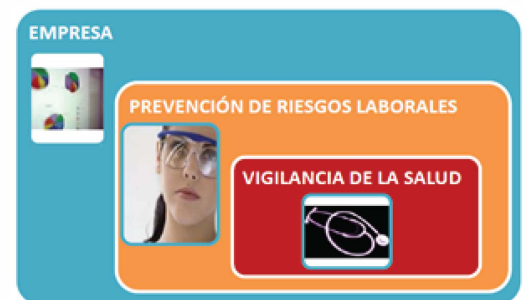 EMPRESA
PREVENCIÓN DE RIESGOS LABORALES
VIGILANCIA DE LA SALUD